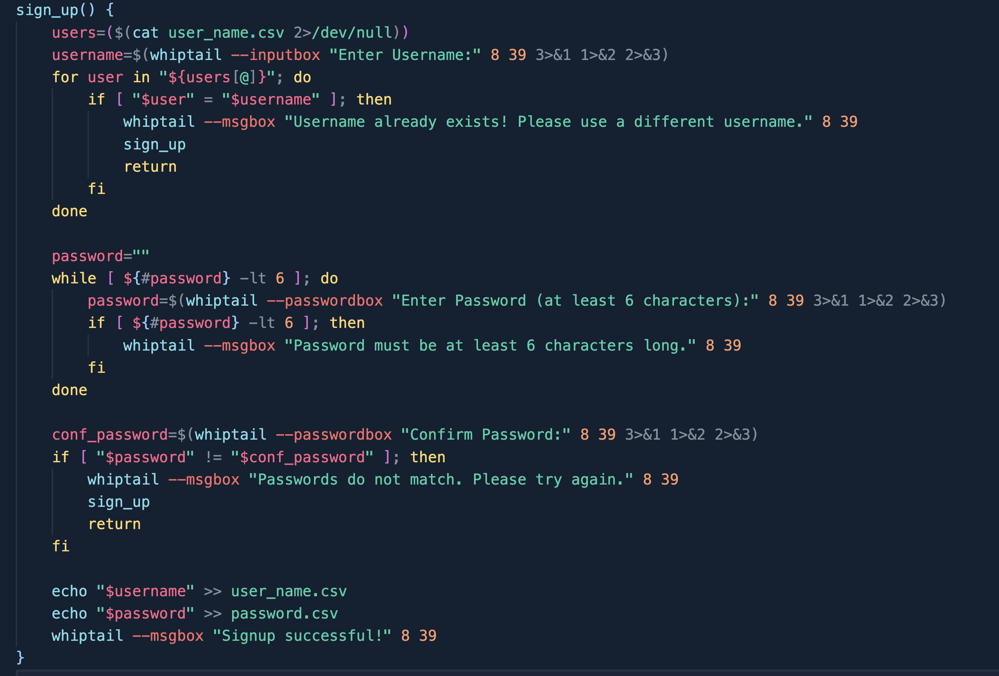 sign_up() {
    users=($(cat user_name.csv 2>/dev/null))
    username=$(whiptail --inputbox "Enter Username:" 8 39 3>&1 1>&2 2>&3)
    for user in "${users[@]}"; do
        if [ "$user" = "$username" ]; then
            whiptail --msgbox "Username already exists! Please use a different username." 8 39
            sign_up
            return
        fi
    done

    password=""
    while [ ${#password} -lt 6 ]; do
        password=$(whiptail --passwordbox "Enter Password (at least 6 characters):" 8 39 3>&1 1>&2 2>&3)
        if [ ${#password} -lt 6 ]; then
            whiptail --msgbox "Password must be at least 6 characters long." 8 39
        fi
    done

    conf_password=$(whiptail --passwordbox "Confirm Password:" 8 39 3>&1 1>&2 2>&3)
    if [ "$password" != "$conf_password" ]; then
        whiptail --msgbox "Passwords do not match. Please try again." 8 39
        sign_up
        return
    fi

    echo "$username" >> user_name.csv
    echo "$password" >> password.csv
    whiptail --msgbox "Signup successful!" 8 39
}